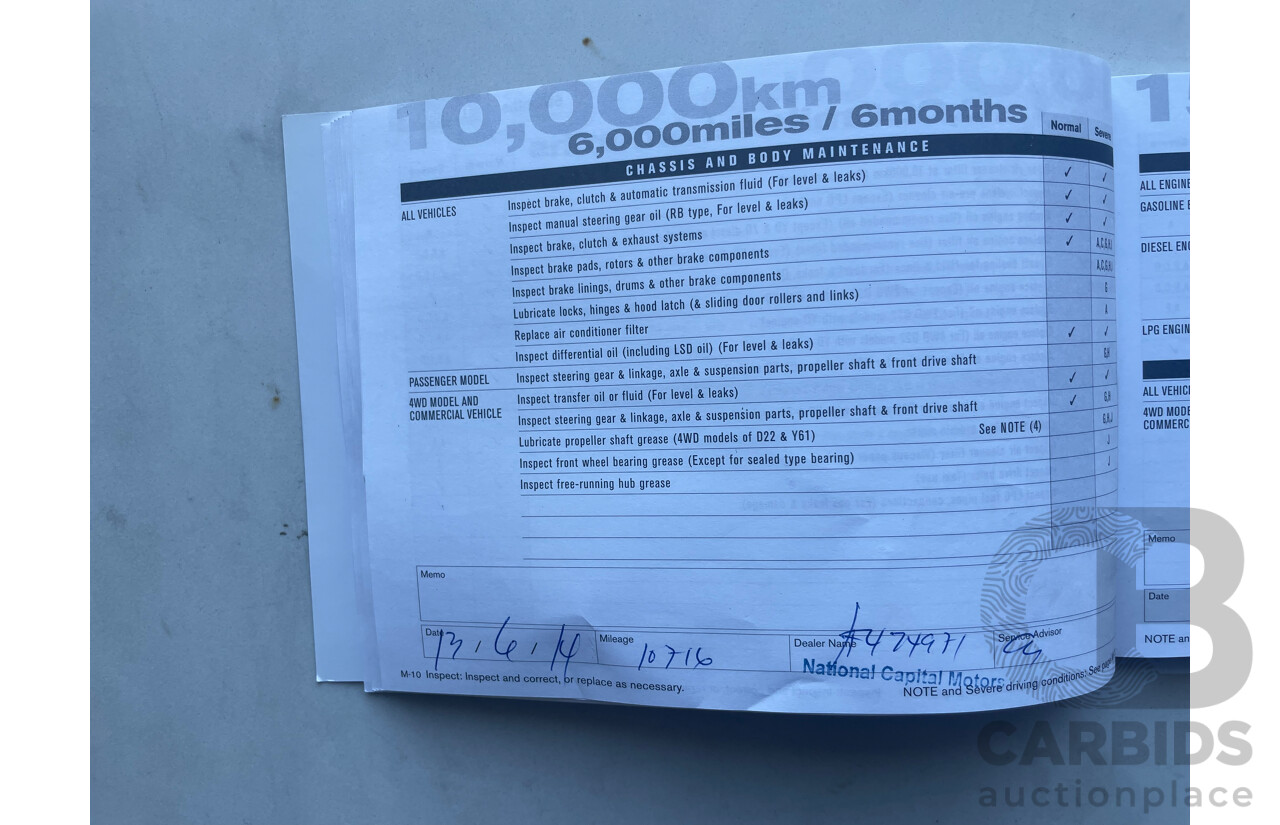 10,000km
6,000miles / 6months
Normal
CHASSIS AND BODY MAINTENANCE
ALL VEHICLES
Inspect brake, clutch & automatic transmission fluid (For level & leaks) ✓ ✓
Inspect manual steering gear oil (RB type, For level & leaks) ✓ ✓
Inspect brake, clutch & exhaust systems ✓ ✓
Inspect brake pads, rotors & other brake components ✓ A,C,G,H,I
Inspect brake linings, drums & other brake components A,C,G,H,I
Lubricate locks, hinges & hood latch (& sliding door rollers and links) G
Replace air conditioner filter A
Inspect differential oil (including LSD oil) (For level & leaks) ✓ ✓
PASSENGER MODEL Inspect steering gear & linkage, axle & suspension parts, propeller shaft & front drive shaft G,H
4WD MODEL AND
COMMERCIAL VEHICLE
Inspect transfer oil or fluid (For level & leaks) ✓ ✓
Inspect steering gear & linkage, axle & suspension parts, propeller shaft & front drive shaft ✓ G,H
Lubricate propeller shaft grease (4WD models of D22 & Y61) See NOTE (4) G,H,J
Inspect front wheel bearing grease (Except for sealed type bearing) J
Inspect free-running hub grease J
Memo
Date 13.6.14 Mileage 10716 Dealer Name #474971 Service Advisor
National Capital Motors
M-10 Inspect: Inspect and correct, or replace as necessary.
NOTE and Severe driving conditions: See
ALL ENGINE
GASOLINE E
DIESEL ENG
LPG ENGIN
ALL VEHIC
4WD MODE
COMMERC
Memo
Date
NOTE an
CB
CARBIDS
auctionplace